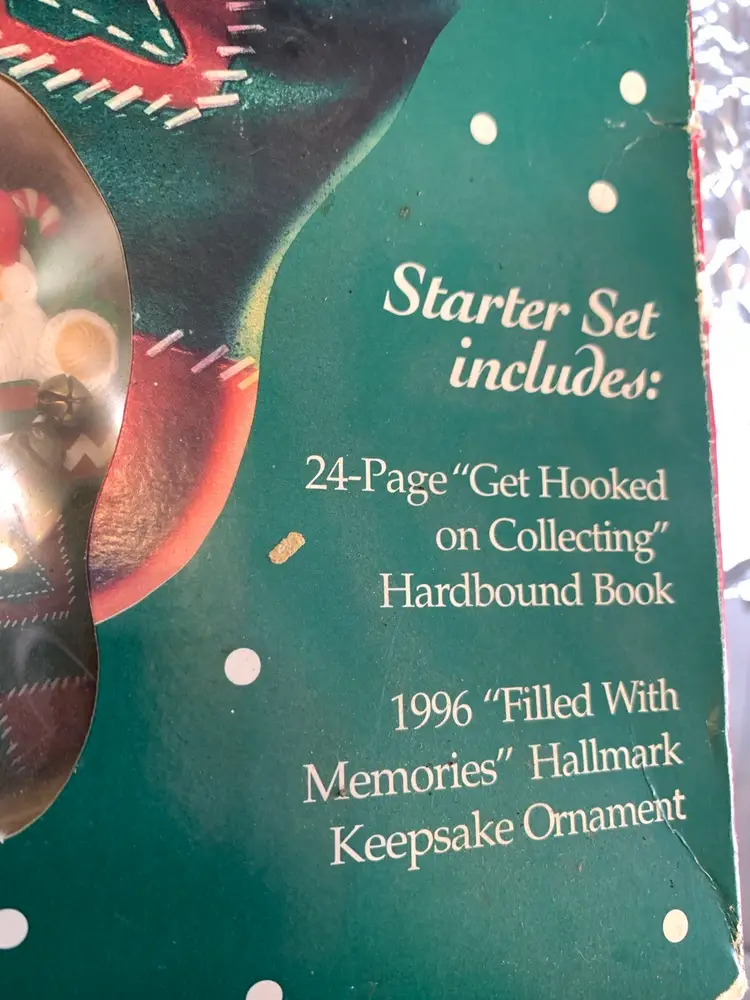 Starter Set
includes:
24-Page “Get Hooked
on Collecting”
Hardbound Book
1996 “Filled With
Memories” Hallmark
Keepsake Ornament